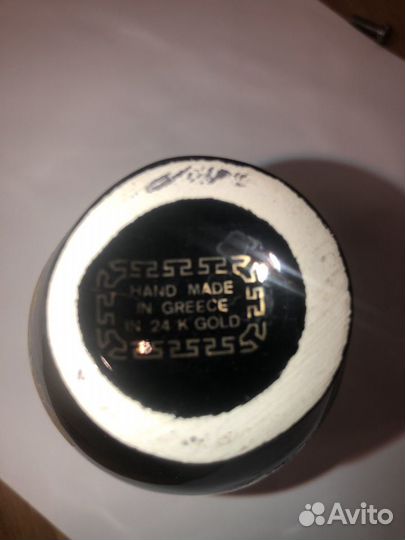 HAND MADE
IN GREECE
IN 24 K GOLD
Avito